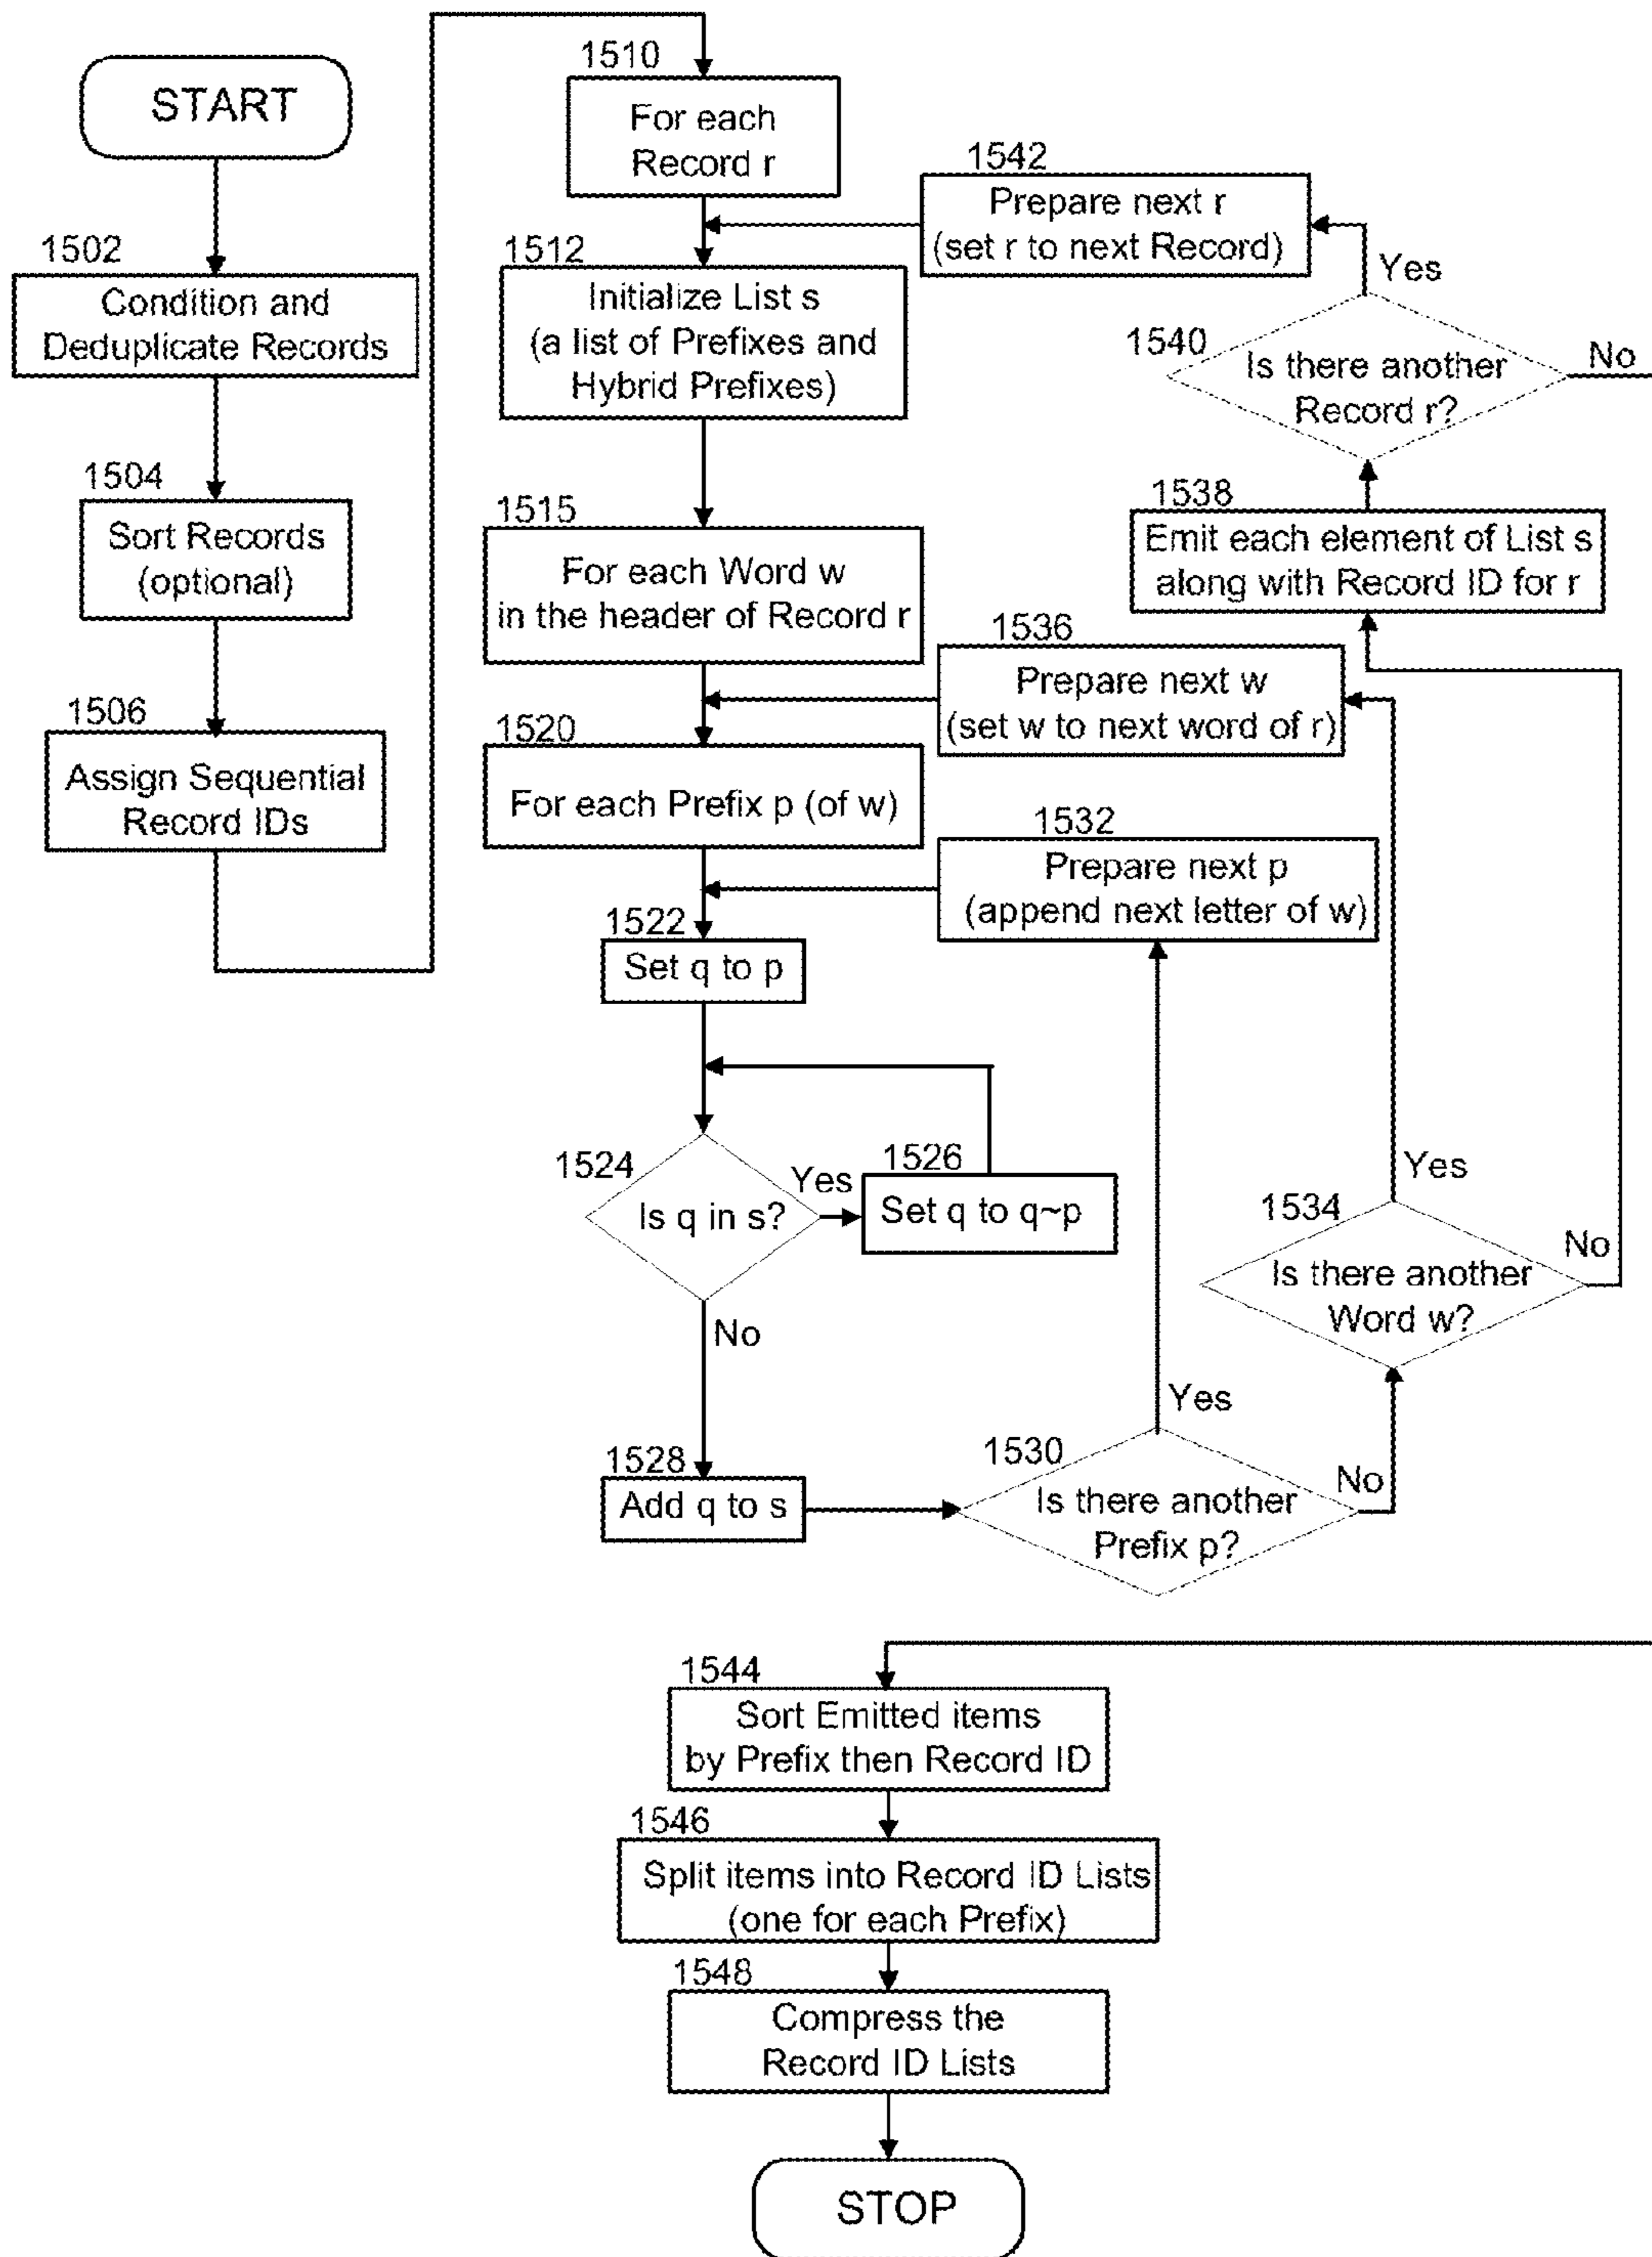 START
1502
Condition and
Deduplicate Records
1504
Sort Records
(optional)
1506
Assign Sequential
Record IDs
1510
For each
Record r
1512
Initialize List s
(a list of Prefixes and
Hybrid Prefixes)
1515
For each Word w
in the header of Record r
1520
For each Prefix p (of w)
1522
Set q to p
1524
Is q in s?
Yes
1526
Set q to q~p
No
1528
Add q to s
1530
Is there another
Prefix p?
Yes
No
1532
Prepare next p
(append next letter of w)
1534
Is there another
Word w?
Yes
No
1536
Prepare next w
(set w to next word of r)
1538
Emit each element of List s
along with Record ID for r
1540
Is there another
Record r?
Yes
No
1542
Prepare next r
(set r to next Record)
1544
Sort Emitted items
by Prefix then Record ID
1546
Split items into Record ID Lists
(one for each Prefix)
1548
Compress the
Record ID Lists
STOP